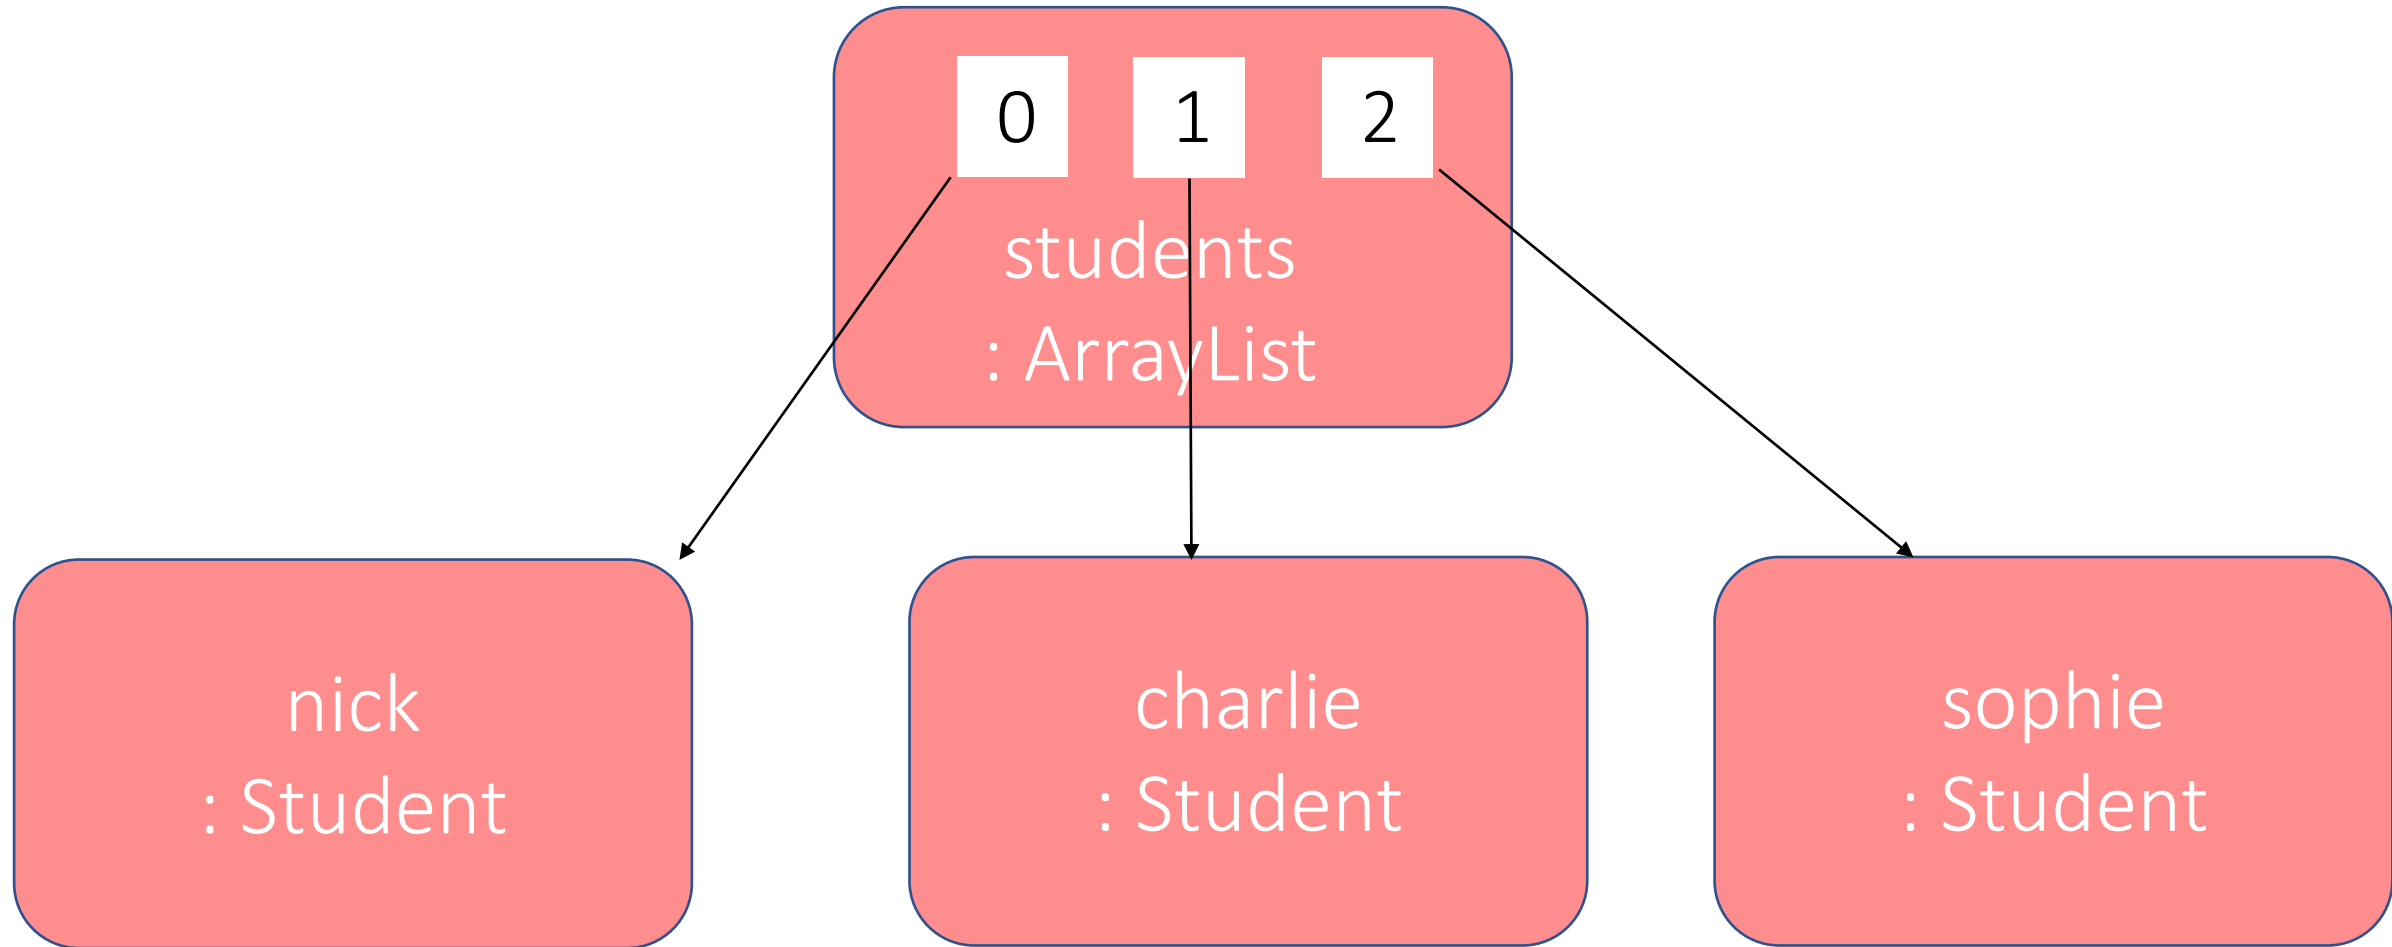 0 1 2
students
: ArrayList
nick
: Student
charlie
: Student
sophie
: Student